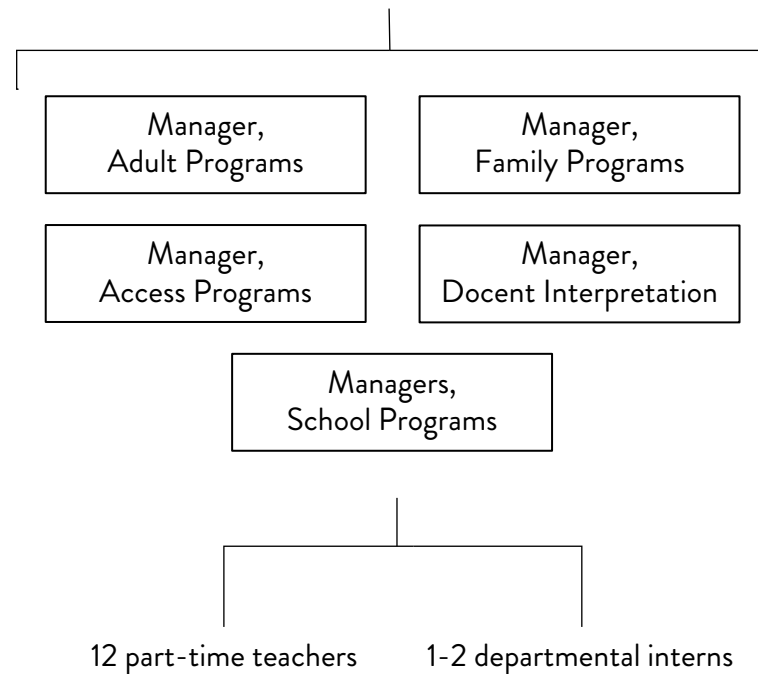 Manager,
Adult Programs
Manager,
Family Programs
Manager,
Access Programs
Manager,
Docent Interpretation
Managers,
School Programs
12 part-time teachers
1-2 departmental interns